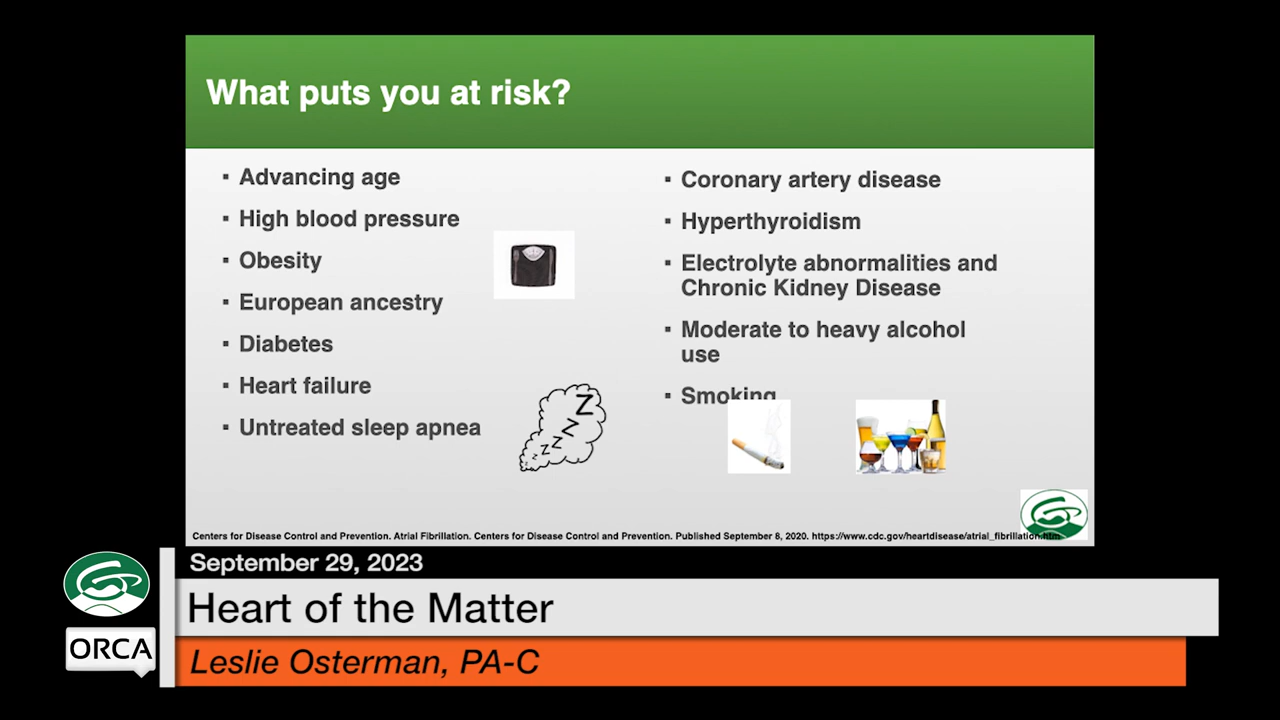 What puts you at risk?
▪ Advancing age
▪ High blood pressure
▪ Obesity
▪ European ancestry
▪ Diabetes
▪ Heart failure
▪ Untreated sleep apnea
▪ Coronary artery disease
▪ Hyperthyroidism
▪ Electrolyte abnormalities and
Chronic Kidney Disease
▪ Moderate to heavy alcohol
use
▪ Smoking
z z z z Z Z
Centers for Disease Control and Prevention. Atrial Fibrillation. Centers for Disease Control and Prevention. Published September 8, 2020. https://www.cdc.gov/heartdisease/atrial_fibrillation.htm
September 29, 2023
Heart of the Matter
ORCA
Leslie Osterman, PA-C